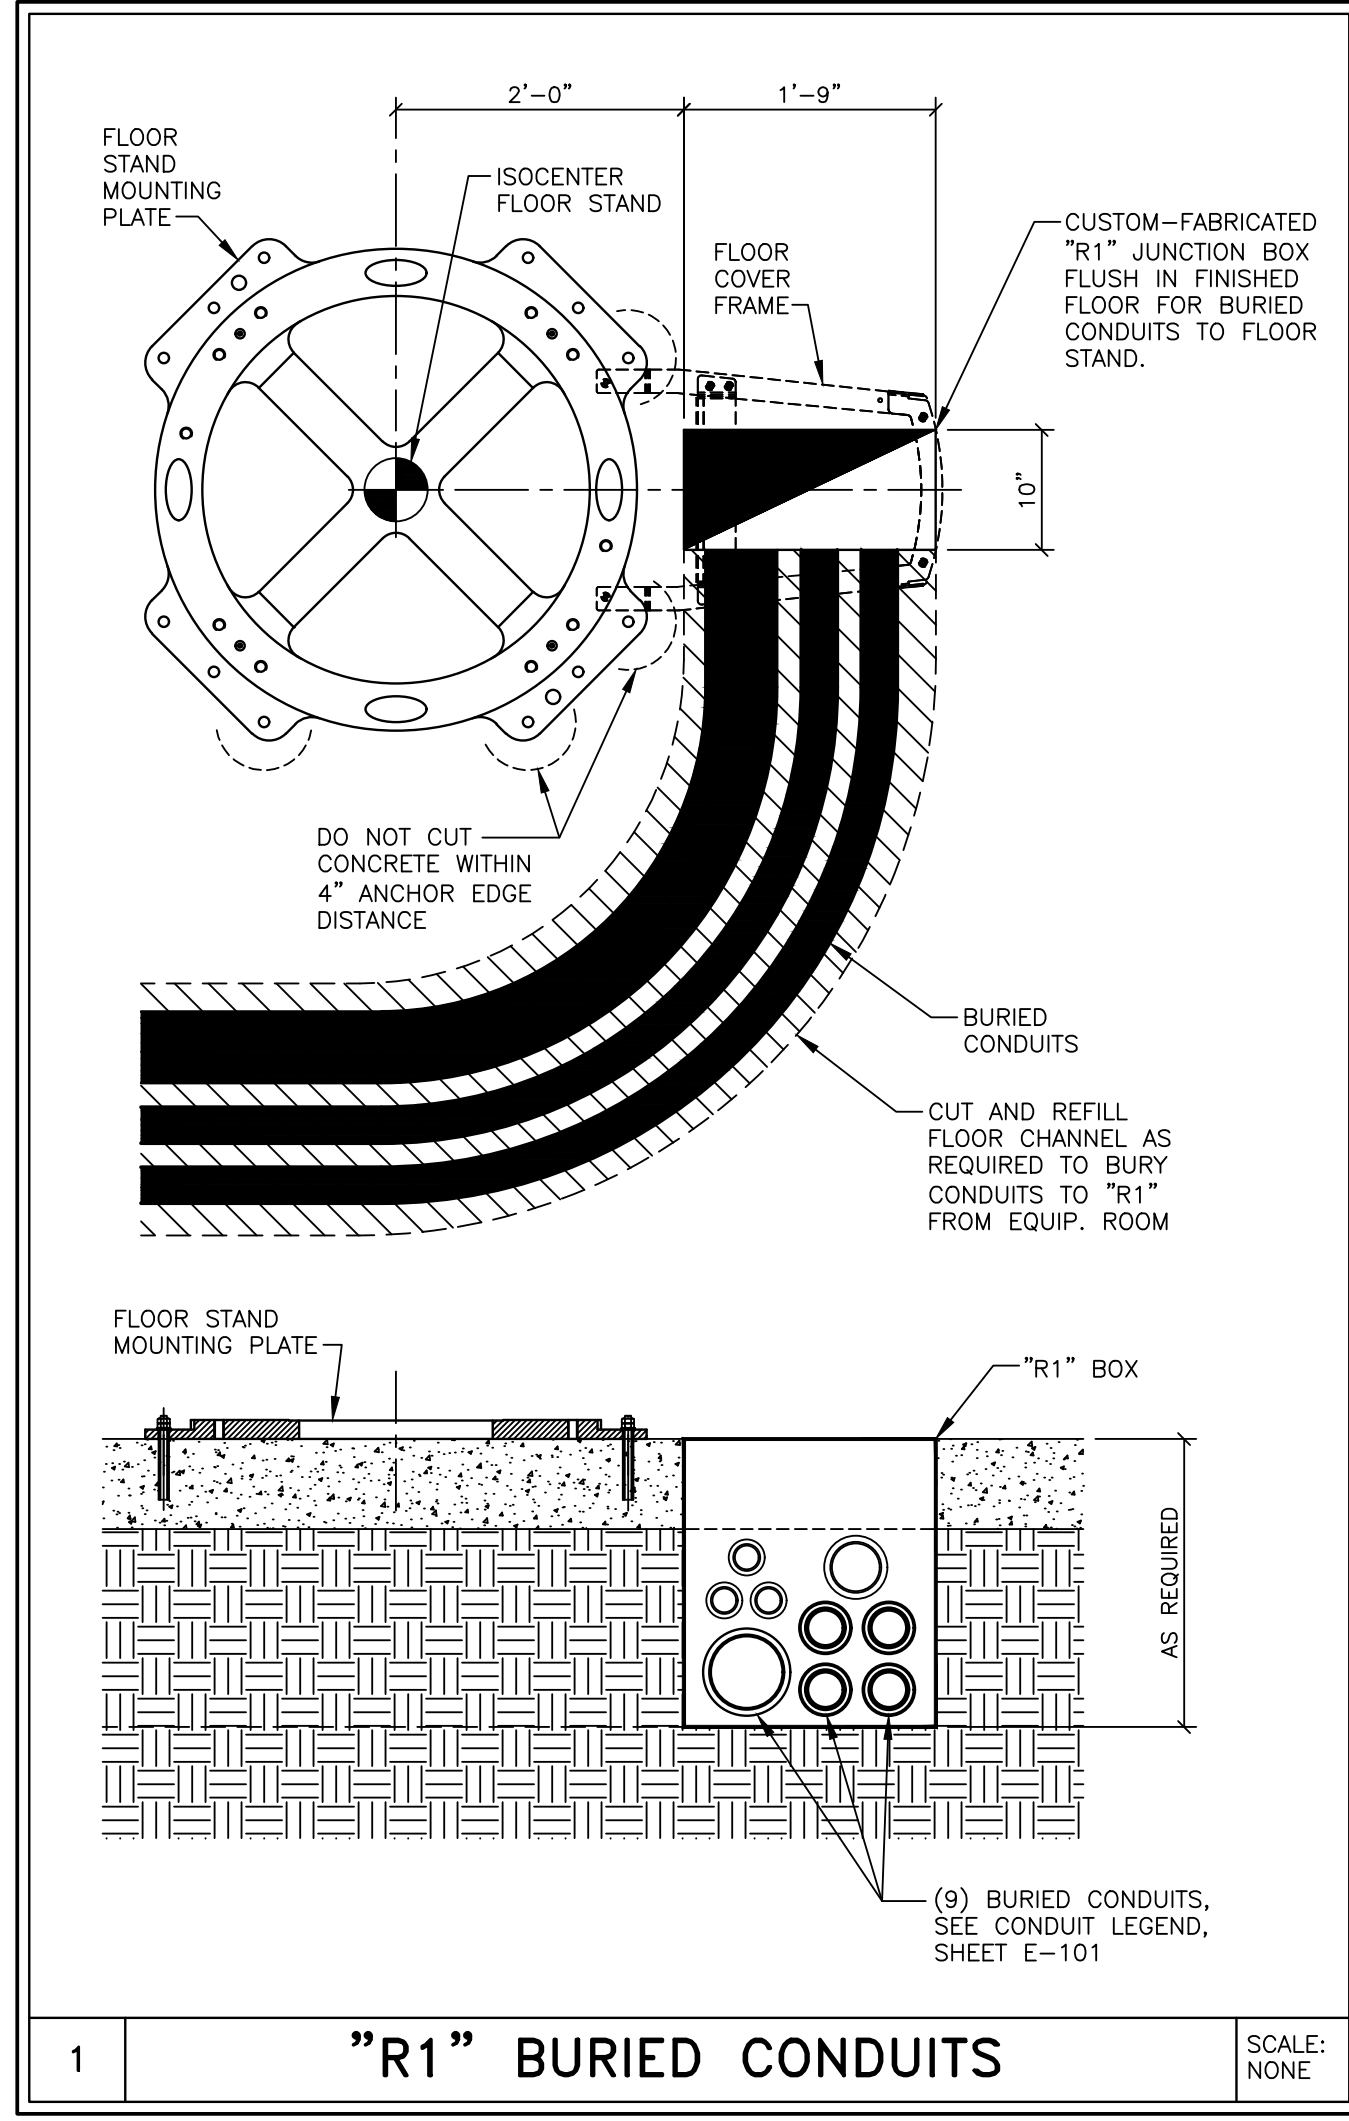 2'-0"
1'-9"
FLOOR
STAND
MOUNTING
PLATE
ISOCENTER
FLOOR STAND
FLOOR
COVER
FRAME
CUSTOM-FABRICATED
"R1" JUNCTION BOX
FLUSH IN FINISHED
FLOOR FOR BURIED
CONDUITS TO FLOOR
STAND.
10"
DO NOT CUT
CONCRETE WITHIN
4" ANCHOR EDGE
DISTANCE
BURIED
CONDUITS
CUT AND REFILL
FLOOR CHANNEL AS
REQUIRED TO BURY
CONDUITS TO "R1"
FROM EQUIP. ROOM
FLOOR STAND
MOUNTING PLATE
"R1" BOX
AS REQUIRED
(9) BURIED CONDUITS,
SEE CONDUIT LEGEND,
SHEET E-101
1
"R1" BURIED CONDUITS
SCALE:
NONE